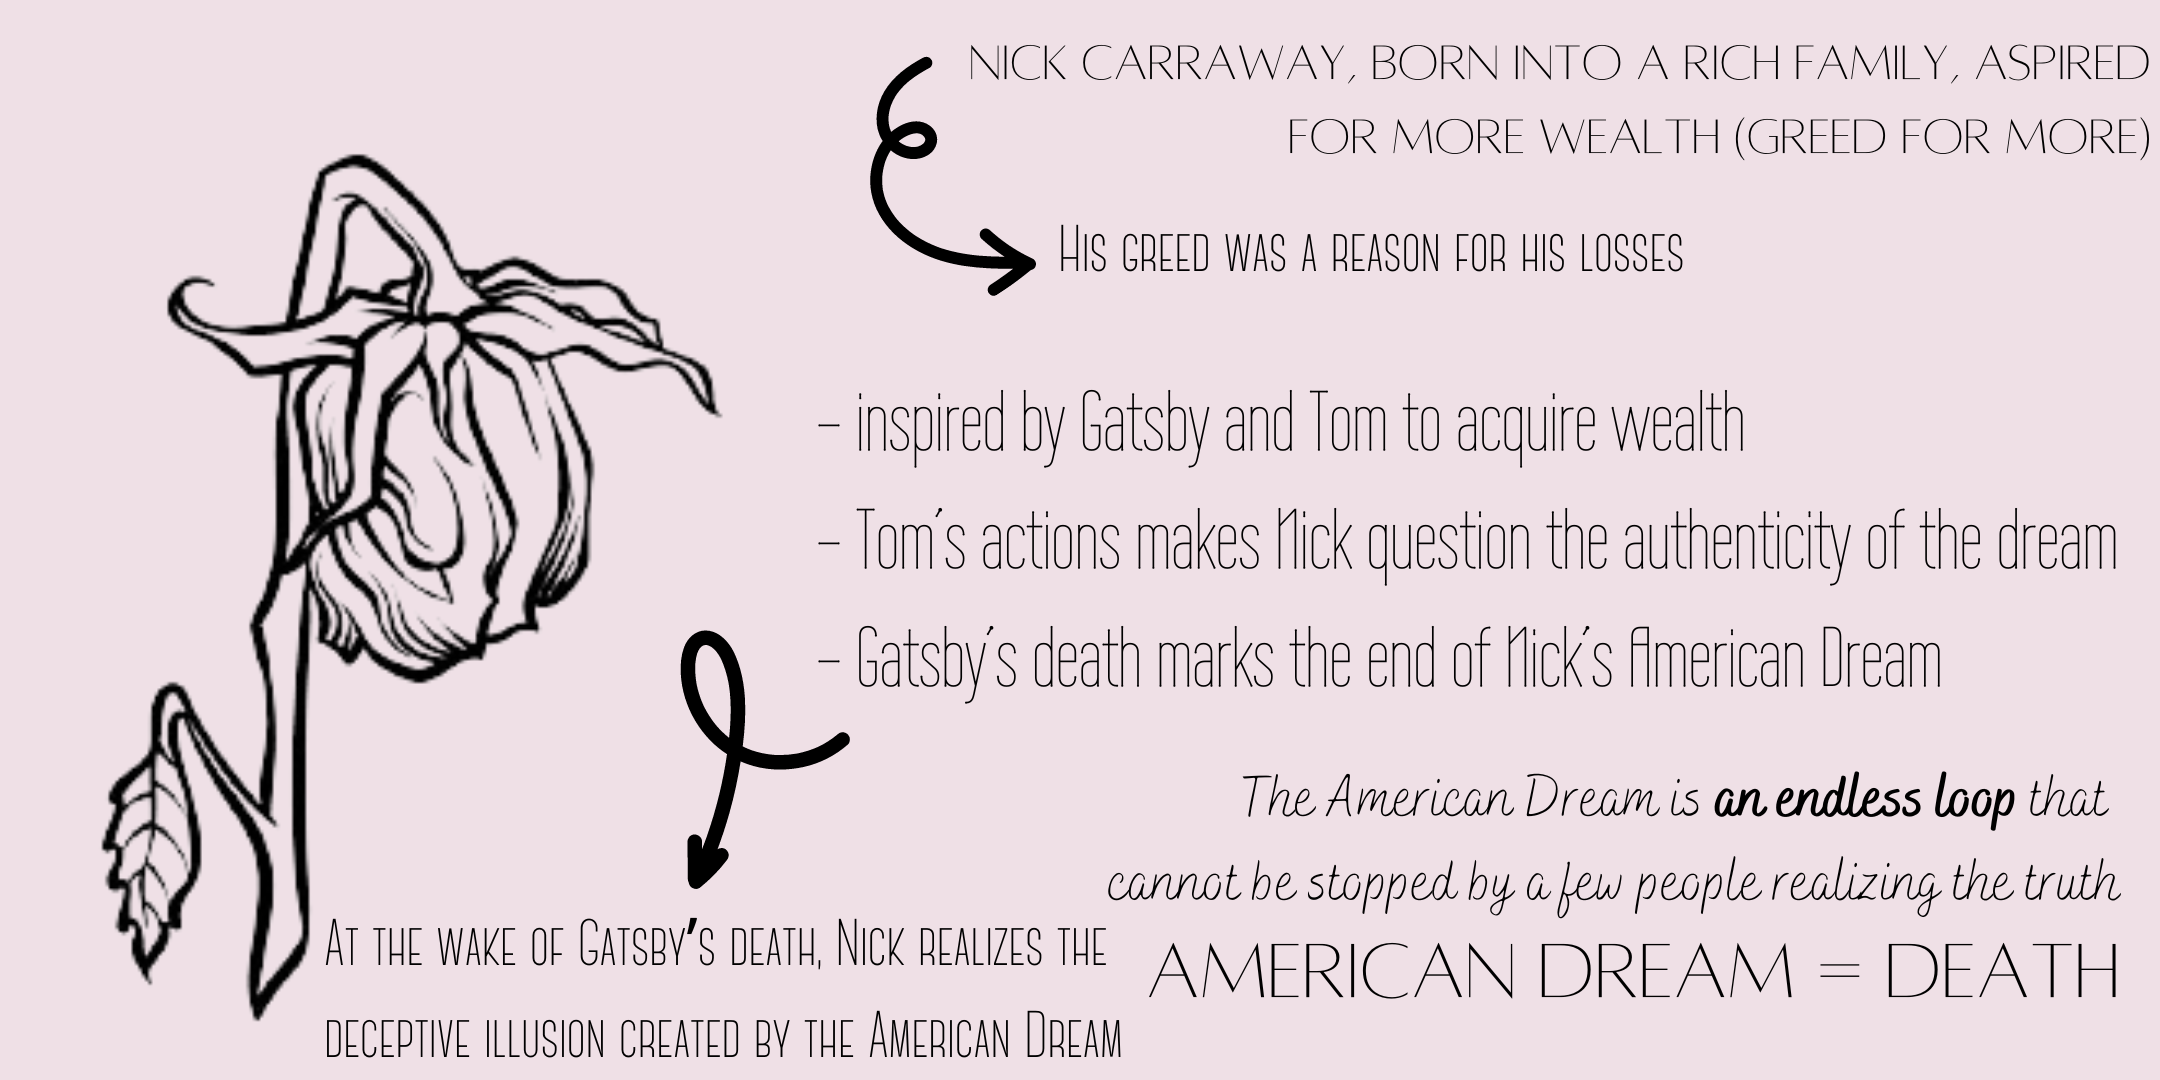 NICK CARRAWAY, BORN INTO A RICH FAMILY, ASPIRED
FOR MORE WEALTH (GREED FOR MORE)
HIS GREED WAS A REASON FOR HIS LOSSES
- inspired by Gatsby and Tom to acquire wealth
- Tom's actions makes Nick question the authenticity of the dream
- Gatsby's death marks the end of Nick's American Dream
The American Dream is an endless loop that
cannot be stopped by a few people realizing the truth
AMERICAN DREAM = DEATH
AT THE WAKE OF GATSBY'S DEATH, NICK REALIZES THE
DECEPTIVE ILLUSION CREATED BY THE AMERICAN DREAM